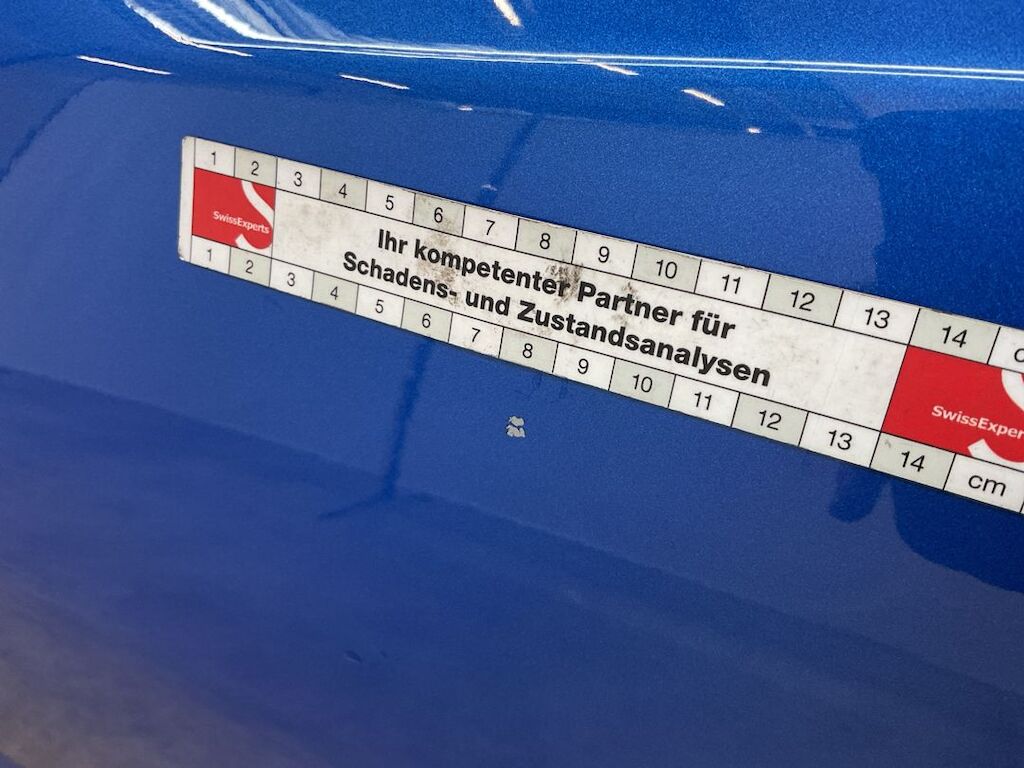 1 2 3 4 5 6 7 8 9 10 11 12 13 14
SwissExperts
Ihr kompetenter Partner für
Schadens- und Zustandsanalysen
SwissExper
1 2 3 4 5 6 7 8 9 10 11 12 13 14 cm